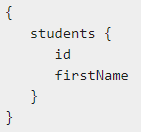 {
students {
id
firstName
}
}